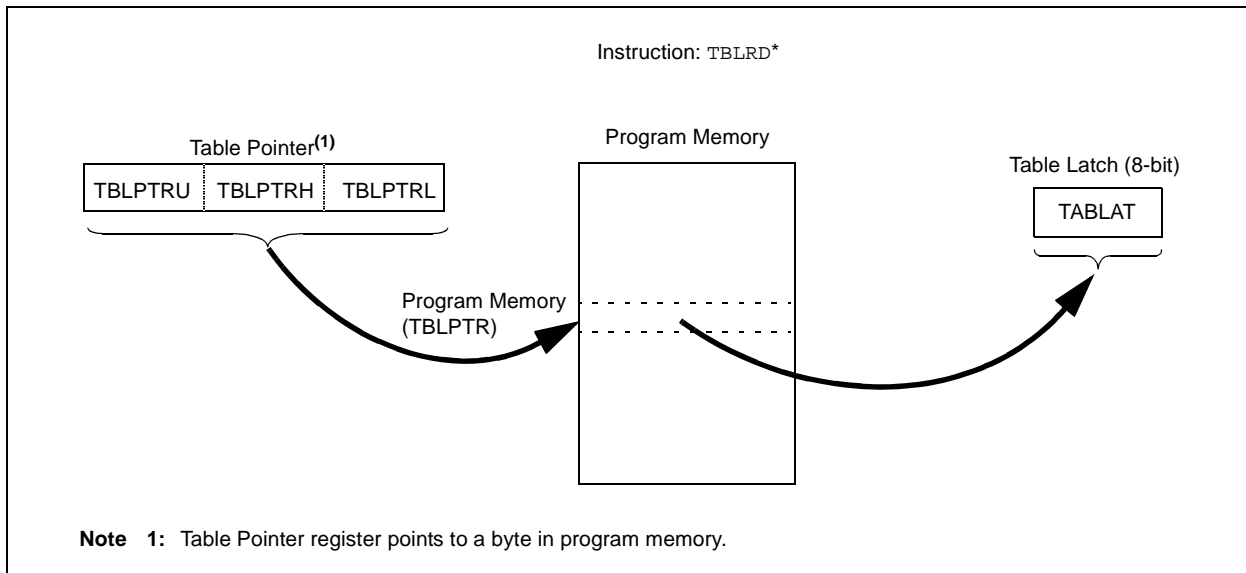 Instruction: TBLRD*
Table Pointer(1)
TBLPTRU TBLPTRH TBLPTRL
Program Memory
Table Latch (8-bit)
TABLAT
Program Memory
(TBLPTR)
Note 1: Table Pointer register points to a byte in program memory.